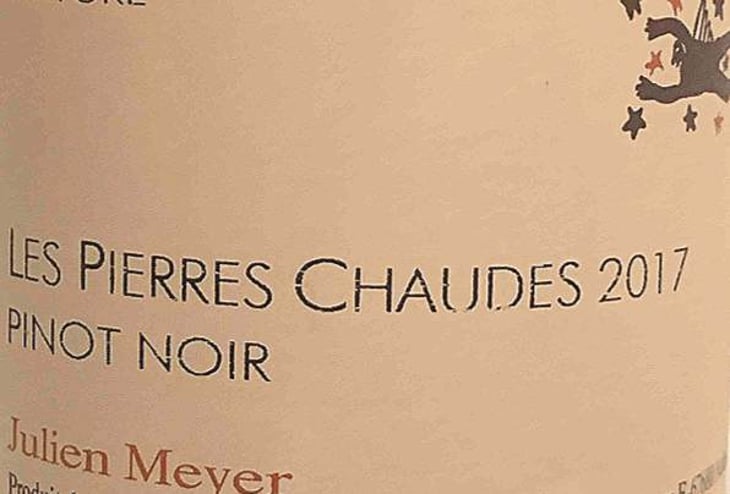 LES PIERRES CHAUDES 2017
PINOT NOIR
Julien Meyer